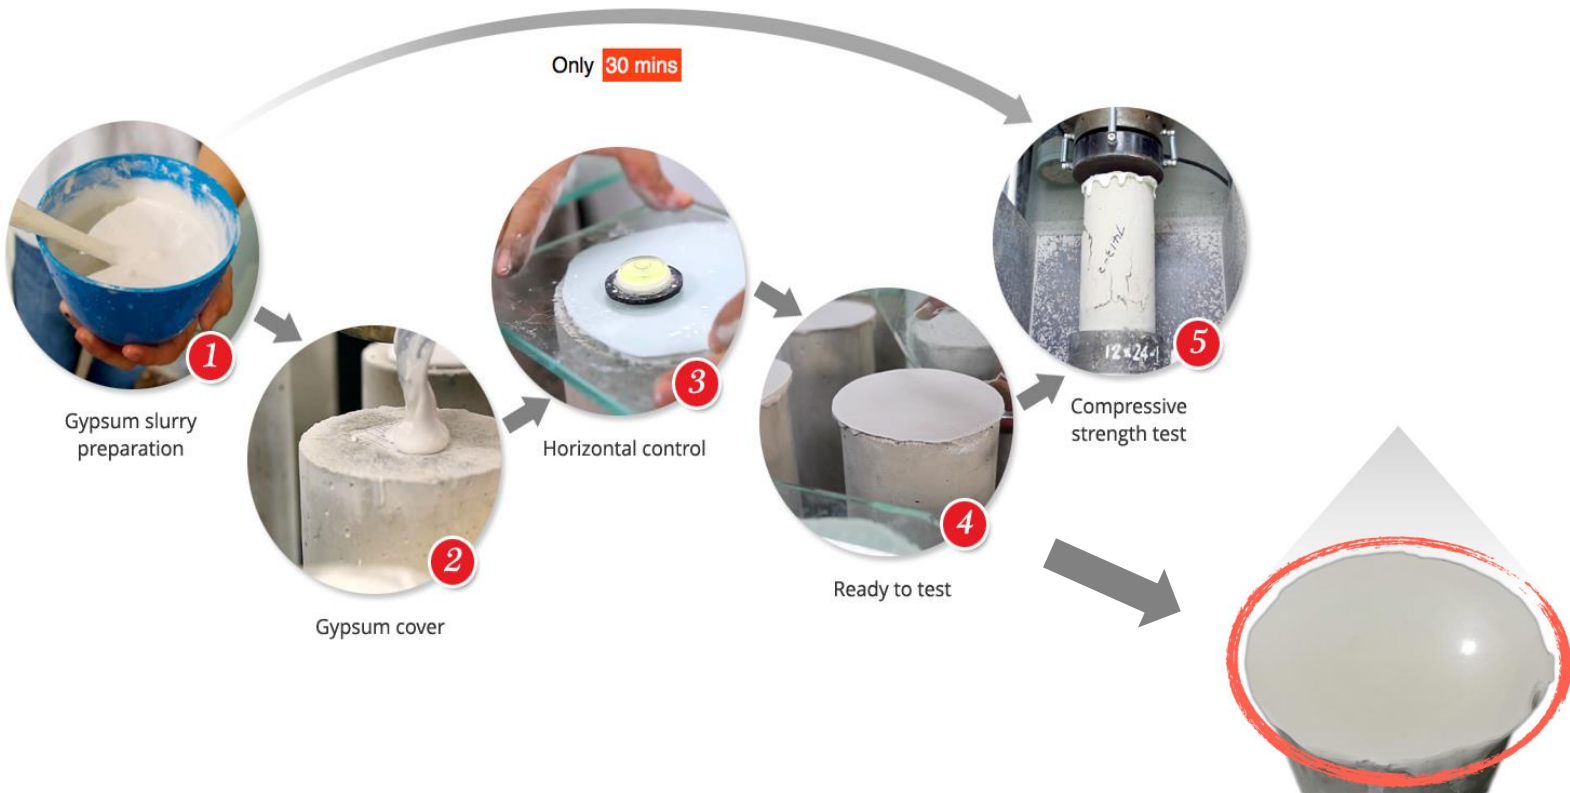 Only 30 mins
1
Gypsum slurry
preparation
2
Gypsum cover
3
Horizontal control
4
Ready to test
5
Compressive
strength test
12x24-1